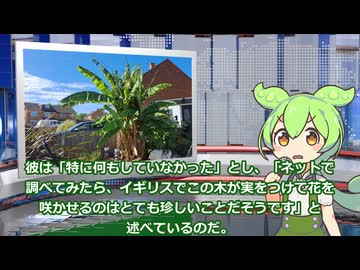 彼は「特に何もしていなかった」とし、「ネットで
調べてみたら、イギリスでこの木が実をつけて花を
咲かせるのはとても珍しいことだそうです」と
述べているのだ。